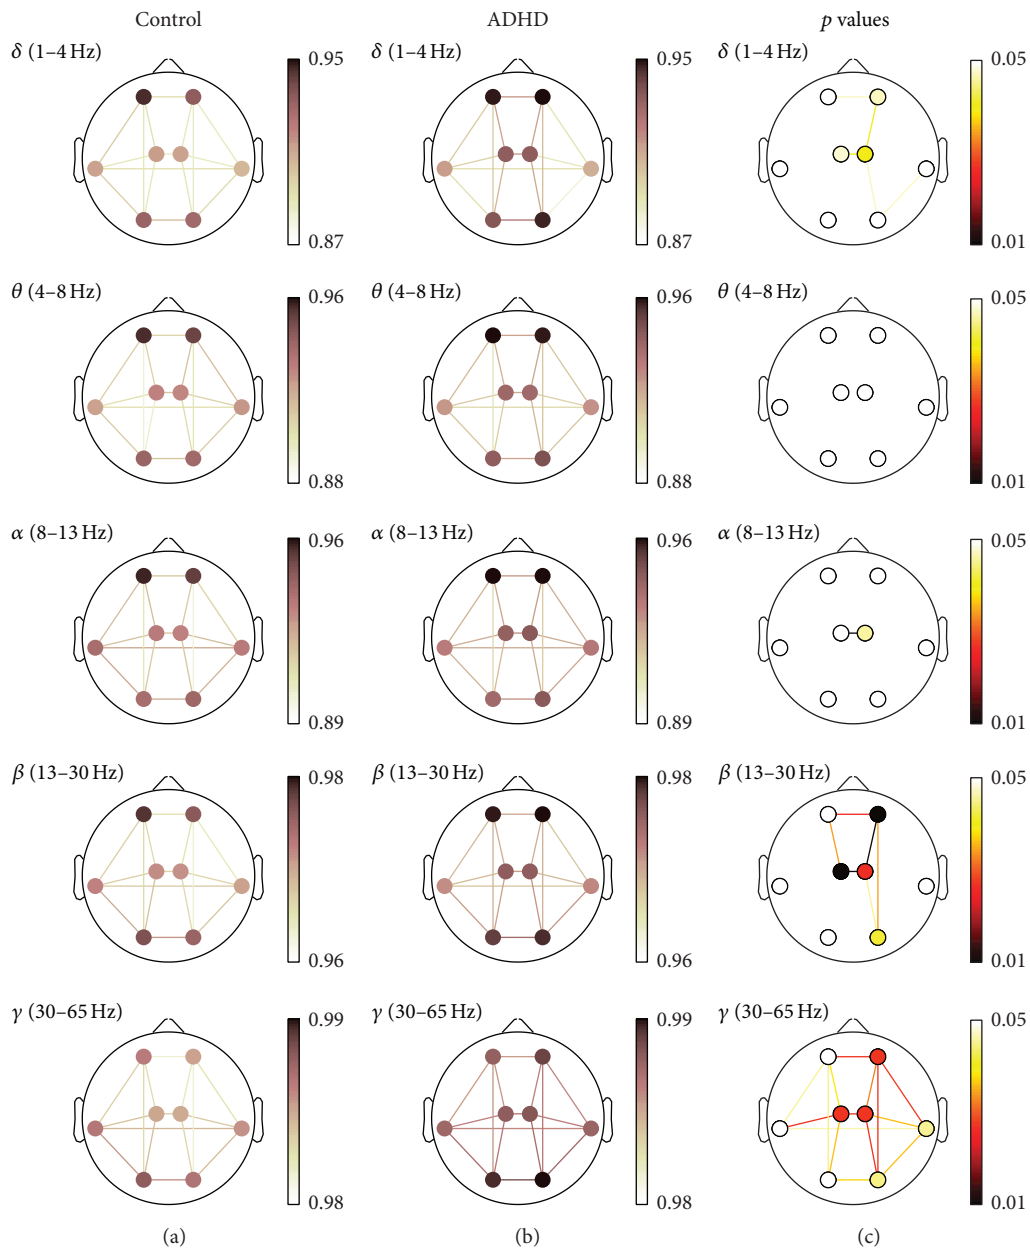 Control ADHD p values
δ (1–4 Hz) 0.95 δ (1–4 Hz) 0.95 δ (1–4 Hz) 0.05
0.87 0.87 0.01
θ (4–8 Hz) 0.96 θ (4–8 Hz) 0.96 θ (4–8 Hz) 0.05
0.88 0.88 0.01
α (8–13 Hz) 0.96 α (8–13 Hz) 0.96 α (8–13 Hz) 0.05
0.89 0.89 0.01
β (13–30 Hz) 0.98 β (13–30 Hz) 0.98 β (13–30 Hz) 0.05
0.96 0.96 0.01
γ (30–65 Hz) 0.99 γ (30–65 Hz) 0.99 γ (30–65 Hz) 0.05
0.98 0.98 0.01
(a) (b) (c)